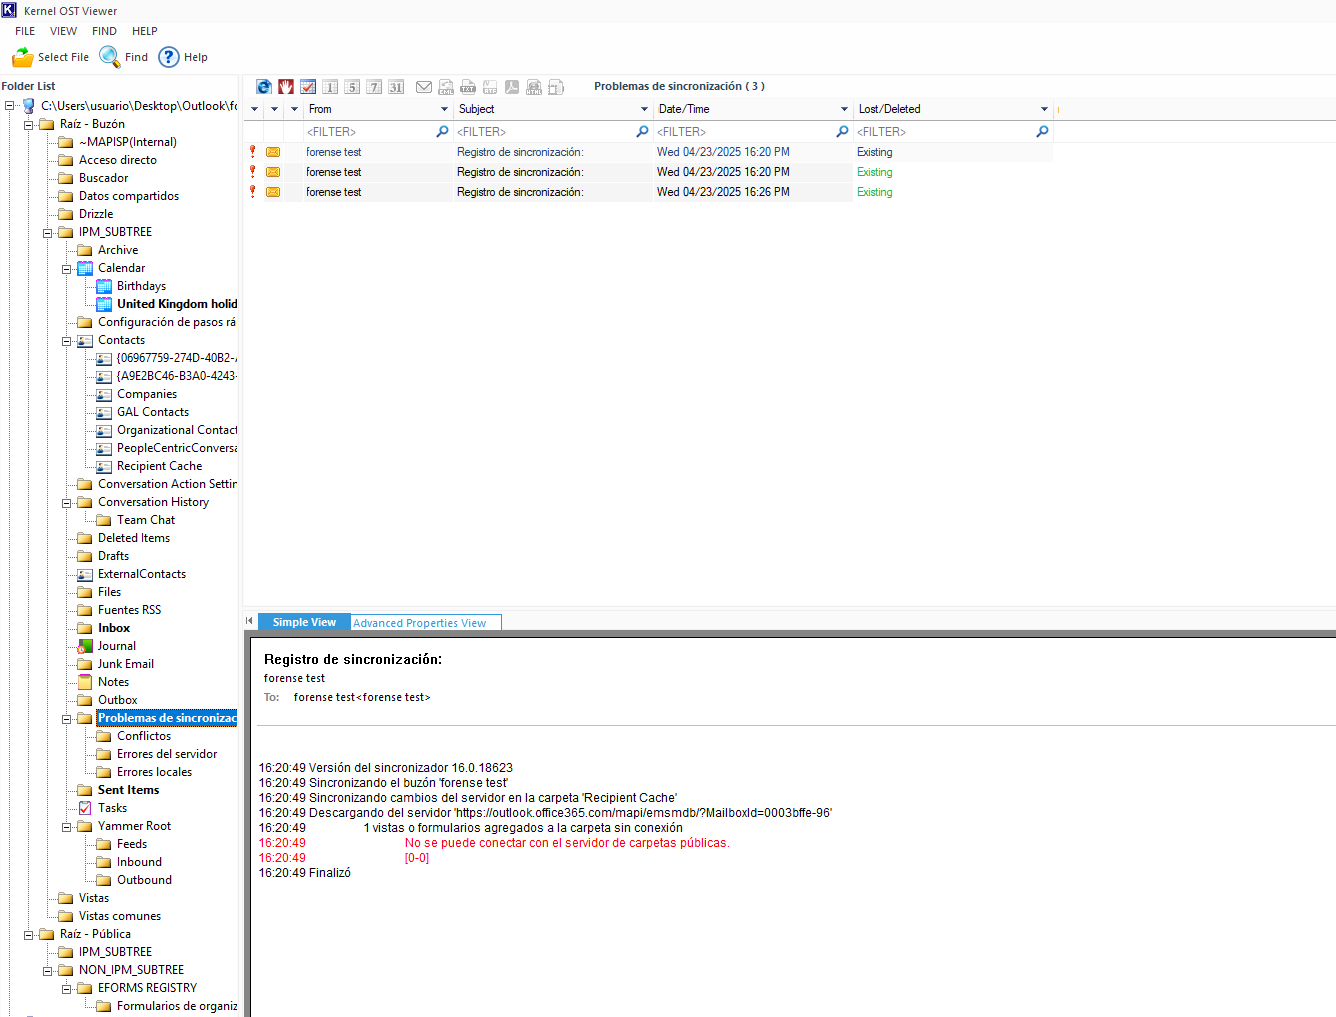 Kernel OST Viewer
FILE VIEW FIND HELP
Select File Find Help
Folder List
C:\Users\usuario\Desktop\Outlook\fo
Raíz - Buzón
~MAPISP(Internal)
Acceso directo
Buscador
Datos compartidos
Drizzle
IPM_SUBTREE
Archive
Calendar
Birthdays
United Kingdom holid
Configuración de pasos rá
Contacts
{06967759-274D-40B2-A
{A9E2BC46-B3A0-4243-
Companies
GAL Contacts
Organizational Contact
PeopleCentricConversa
Recipient Cache
Conversation Action Settin
Conversation History
Team Chat
Deleted Items
Drafts
ExternalContacts
Files
Fuentes RSS
Inbox
Journal
Junk Email
Notes
Outbox
Problemas de sincronizac
Conflictos
Errores del servidor
Errores locales
Sent Items
Tasks
Yammer Root
Feeds
Inbound
Outbound
Vistas
Vistas comunes
Raíz - Pública
IPM_SUBTREE
NON_IPM_SUBTREE
EFORMS REGISTRY
Formularios de organiz
1 5 7 31 Problemas de sincronización ( 3 )
From Subject Date/Time Lost/Deleted
<FILTER> <FILTER> <FILTER> <FILTER>
forense test Registro de sincronización: Wed 04/23/2025 16:20 PM Existing
forense test Registro de sincronización: Wed 04/23/2025 16:20 PM Existing
forense test Registro de sincronización: Wed 04/23/2025 16:26 PM Existing
Simple View Advanced Properties View
Registro de sincronización:
forense test
To: forense test<forense test>
16:20:49 Versión del sincronizador 16.0.18623
16:20:49 Sincronizando el buzón 'forense test'
16:20:49 Sincronizando cambios del servidor en la carpeta 'Recipient Cache'
16:20:49 Descargando del servidor 'https://outlook.office365.com/mapi/emsmdb/?MailboxId=0003bffe-96'
16:20:49 1 vistas o formularios agregados a la carpeta sin conexión
16:20:49 No se puede conectar con el servidor de carpetas públicas.
16:20:49 [0-0]
16:20:49 Finalizó